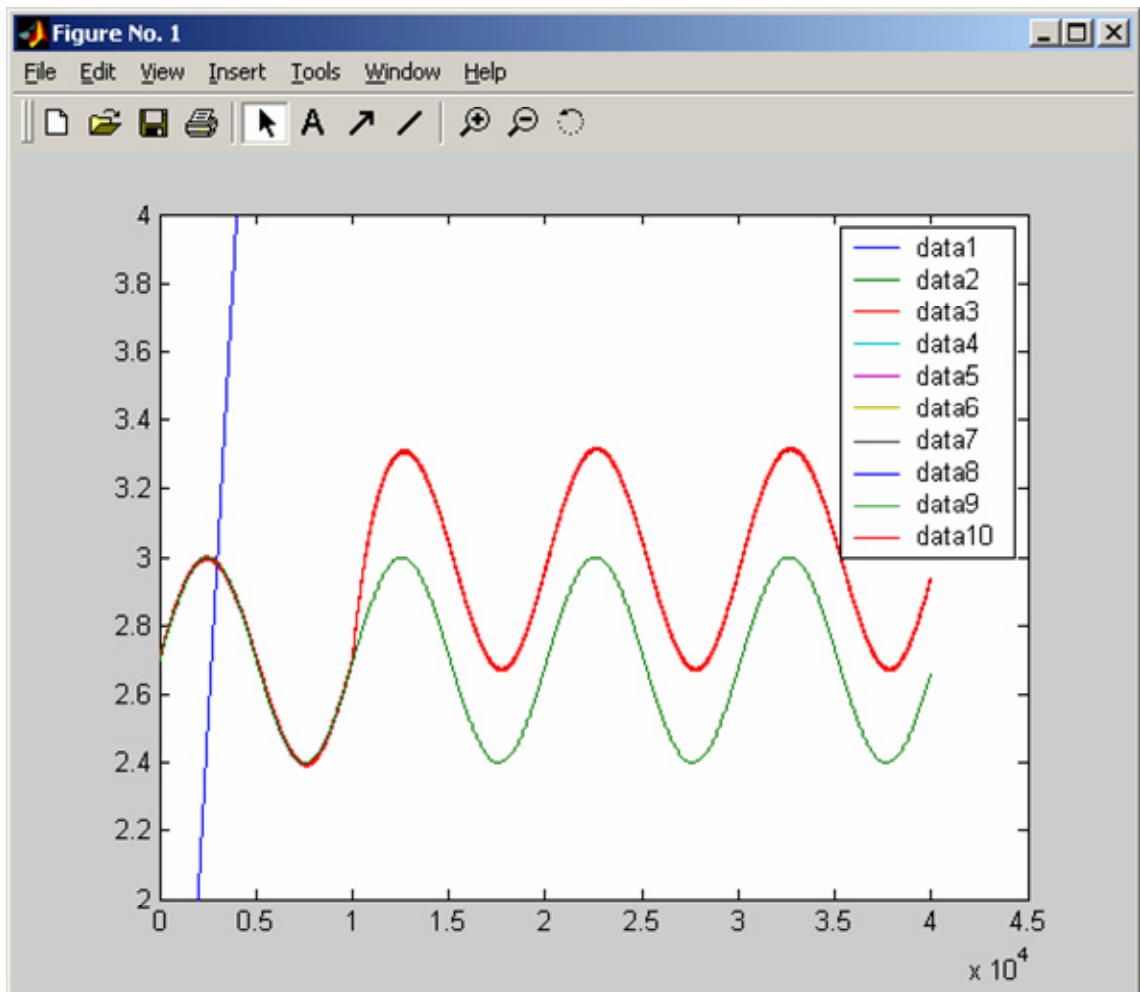 Figure No. 1
File Edit View Insert Tools Window Help
A
4
3.8
3.6
3.4
3.2
3
2.8
2.6
2.4
2.2
2
data1
data2
data3
data4
data5
data6
data7
data8
data9
data10
0 0.5 1 1.5 2 2.5 3 3.5 4 4.5
x 10⁴